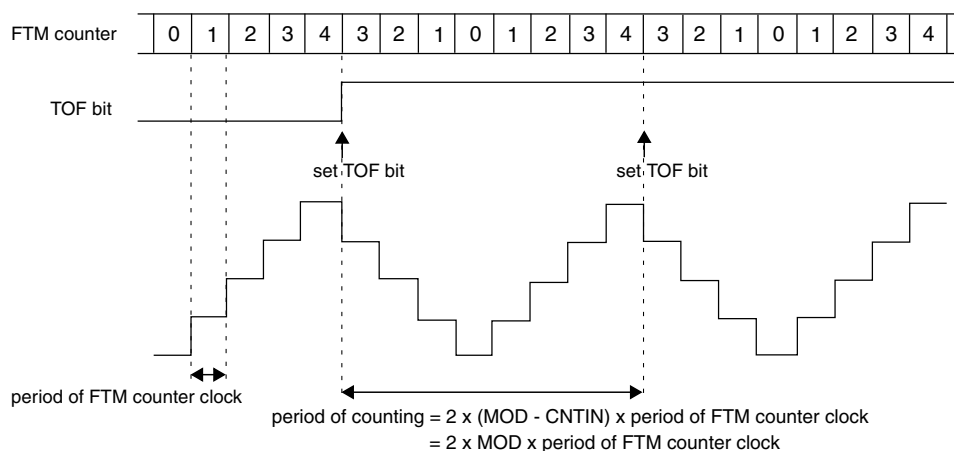 FTM counter 0 1 2 3 4 3 2 1 0 1 2 3 4 3 2 1 0 1 2 3 4
TOF bit
set TOF bit set TOF bit
period of FTM counter clock
period of counting = 2 x (MOD - CNTIN) x period of FTM counter clock
= 2 x MOD x period of FTM counter clock